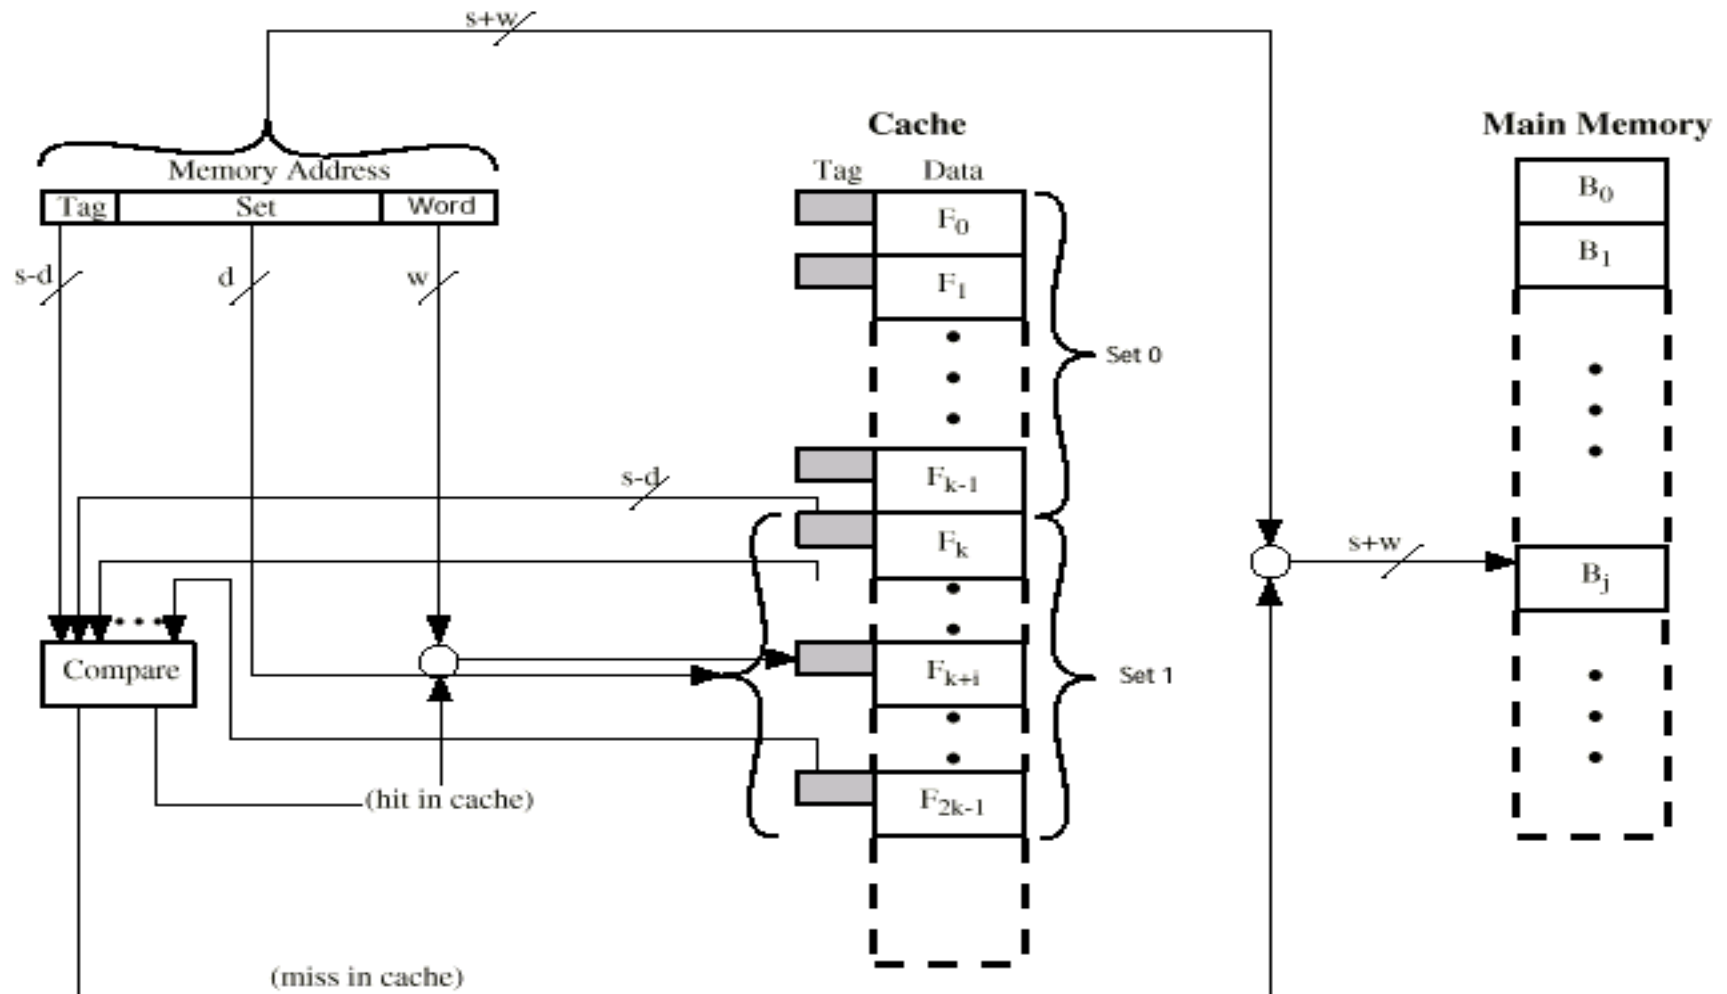 s+w
Cache
Main Memory
Memory Address
Tag Data
Tag Set Word
B0
F0
B1
s-d d w
F1
Set 0
Fk-1
s-d
Fk
s+w
Bj
Compare
Fk+i
Set 1
(hit in cache)
F2k-1
(miss in cache)